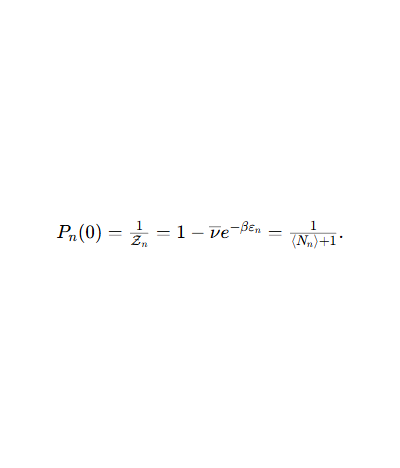 $P_n(0) = \frac{1}{\mathcal{Z}_n} = 1 - \overline{\nu} e^{-\beta \varepsilon_n} = \frac{1}{\langle N_n \rangle + 1}.$